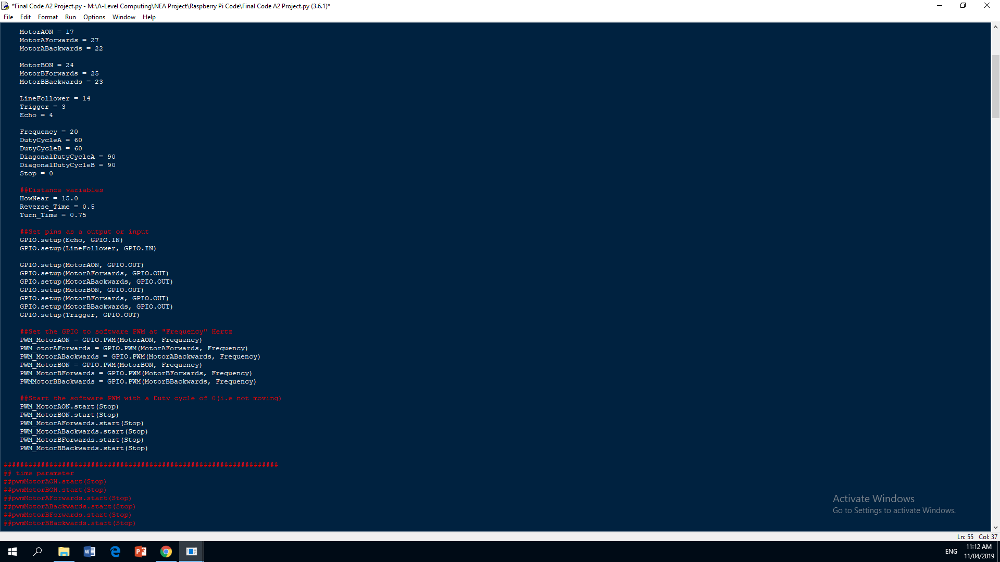 *Final Code A2 Project.py - M:\A-Level Computing\NEA Project\Raspberry Pi Code\Final Code A2 Project.py (3.6.1)*
File Edit Format Run Options Window Help
MotorAON = 17
MotorAForwards = 27
MotorABackwards = 22
MotorBON = 24
MotorBForwards = 25
MotorBBackwards = 23
LineFollower = 14
Trigger = 3
Echo = 4
Frequency = 20
DutyCycleA = 60
DutyCycleB = 60
DiagonalDutyCycleA = 90
DiagonalDutyCycleB = 90
Stop = 0
##Distance variables
HowNear = 15.0
Reverse_Time = 0.5
Turn_Time = 0.75
##Set pins as a output or input
GPIO.setup(Echo, GPIO.IN)
GPIO.setup(LineFollower, GPIO.IN)
GPIO.setup(MotorAON, GPIO.OUT)
GPIO.setup(MotorAForwards, GPIO.OUT)
GPIO.setup(MotorABackwards, GPIO.OUT)
GPIO.setup(MotorBON, GPIO.OUT)
GPIO.setup(MotorBForwards, GPIO.OUT)
GPIO.setup(MotorBBackwards, GPIO.OUT)
GPIO.setup(Trigger, GPIO.OUT)
##Set the GPIO to software PWM at "Frequency" Hertz
PWM_MotorAON = GPIO.PWM(MotorAON, Frequency)
PWM_otorAForwards = GPIO.PWM(MotorAForwards, Frequency)
PWM_MotorABackwards = GPIO.PWM(MotorABackwards, Frequency)
PWM_MotorBON = GPIO.PWM(MotorBON, Frequency)
PWM_MotorBForwards = GPIO.PWM(MotorBForwards, Frequency)
PWMMotorBBackwards = GPIO.PWM(MotorBBackwards, Frequency)
##Start the software PWM with a Duty cycle of 0(i.e not moving)
PWM_MotorAON.start(Stop)
PWM_MotorBON.start(Stop)
PWM_MotorAForwards.start(Stop)
PWM_MotorABackwards.start(Stop)
PWM_MotorBForwards.start(Stop)
PWM_MotorBBackwards.start(Stop)
##################################################################
## time parameter
##pwmMotorAON.start(Stop)
##pwmMotorBON.start(Stop)
##pwmMotorAForwards.start(Stop)
##pwmMotorABackwards.start(Stop)
##pwmMotorBForwards.start(Stop)
##pwmMotorBBackwards.start(Stop)
Activate Windows
Go to Settings to activate Windows.
Ln: 55 Col: 37
ENG
11:12 AM
11/04/2019